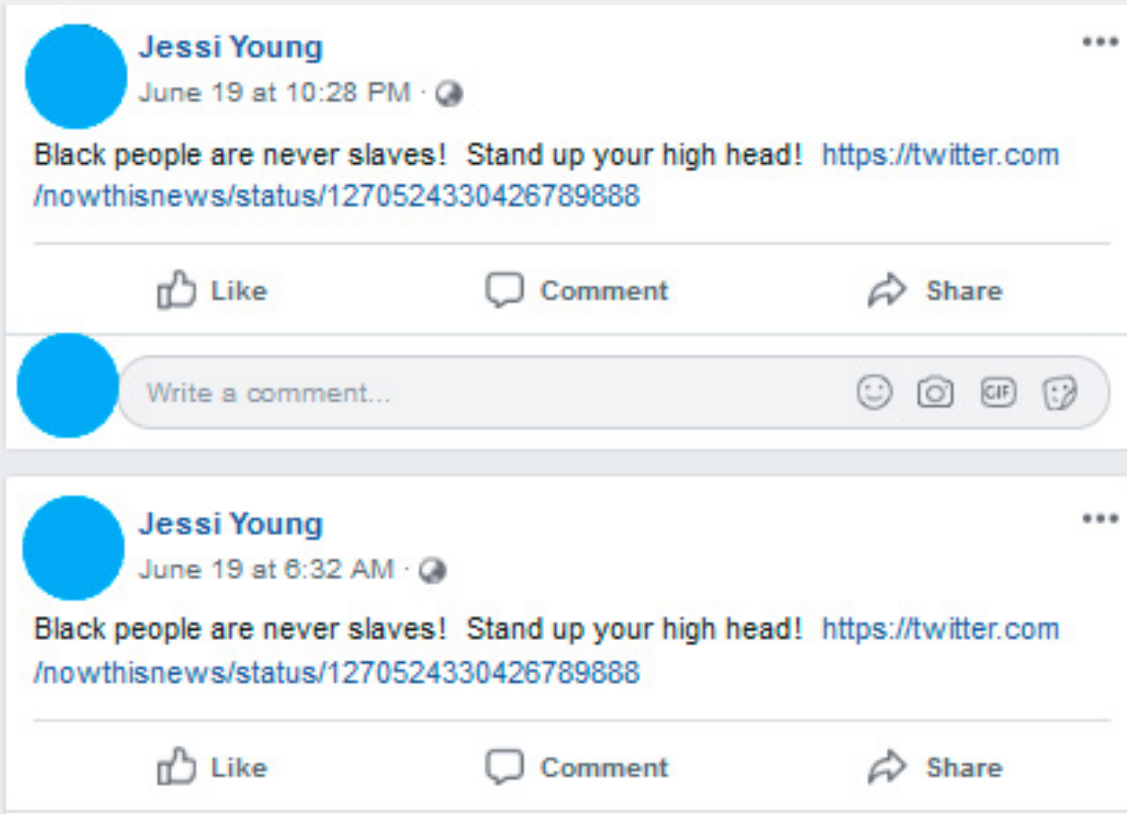 Jessi Young
June 19 at 10:28 PM ·
Black people are never slaves! Stand up your high head! https://twitter.com
/nowthisnews/status/1270524330426789888
Like Comment Share
Write a comment...
GIF
Jessi Young
June 19 at 6:32 AM ·
Black people are never slaves! Stand up your high head! https://twitter.com
/nowthisnews/status/1270524330426789888
Like Comment Share